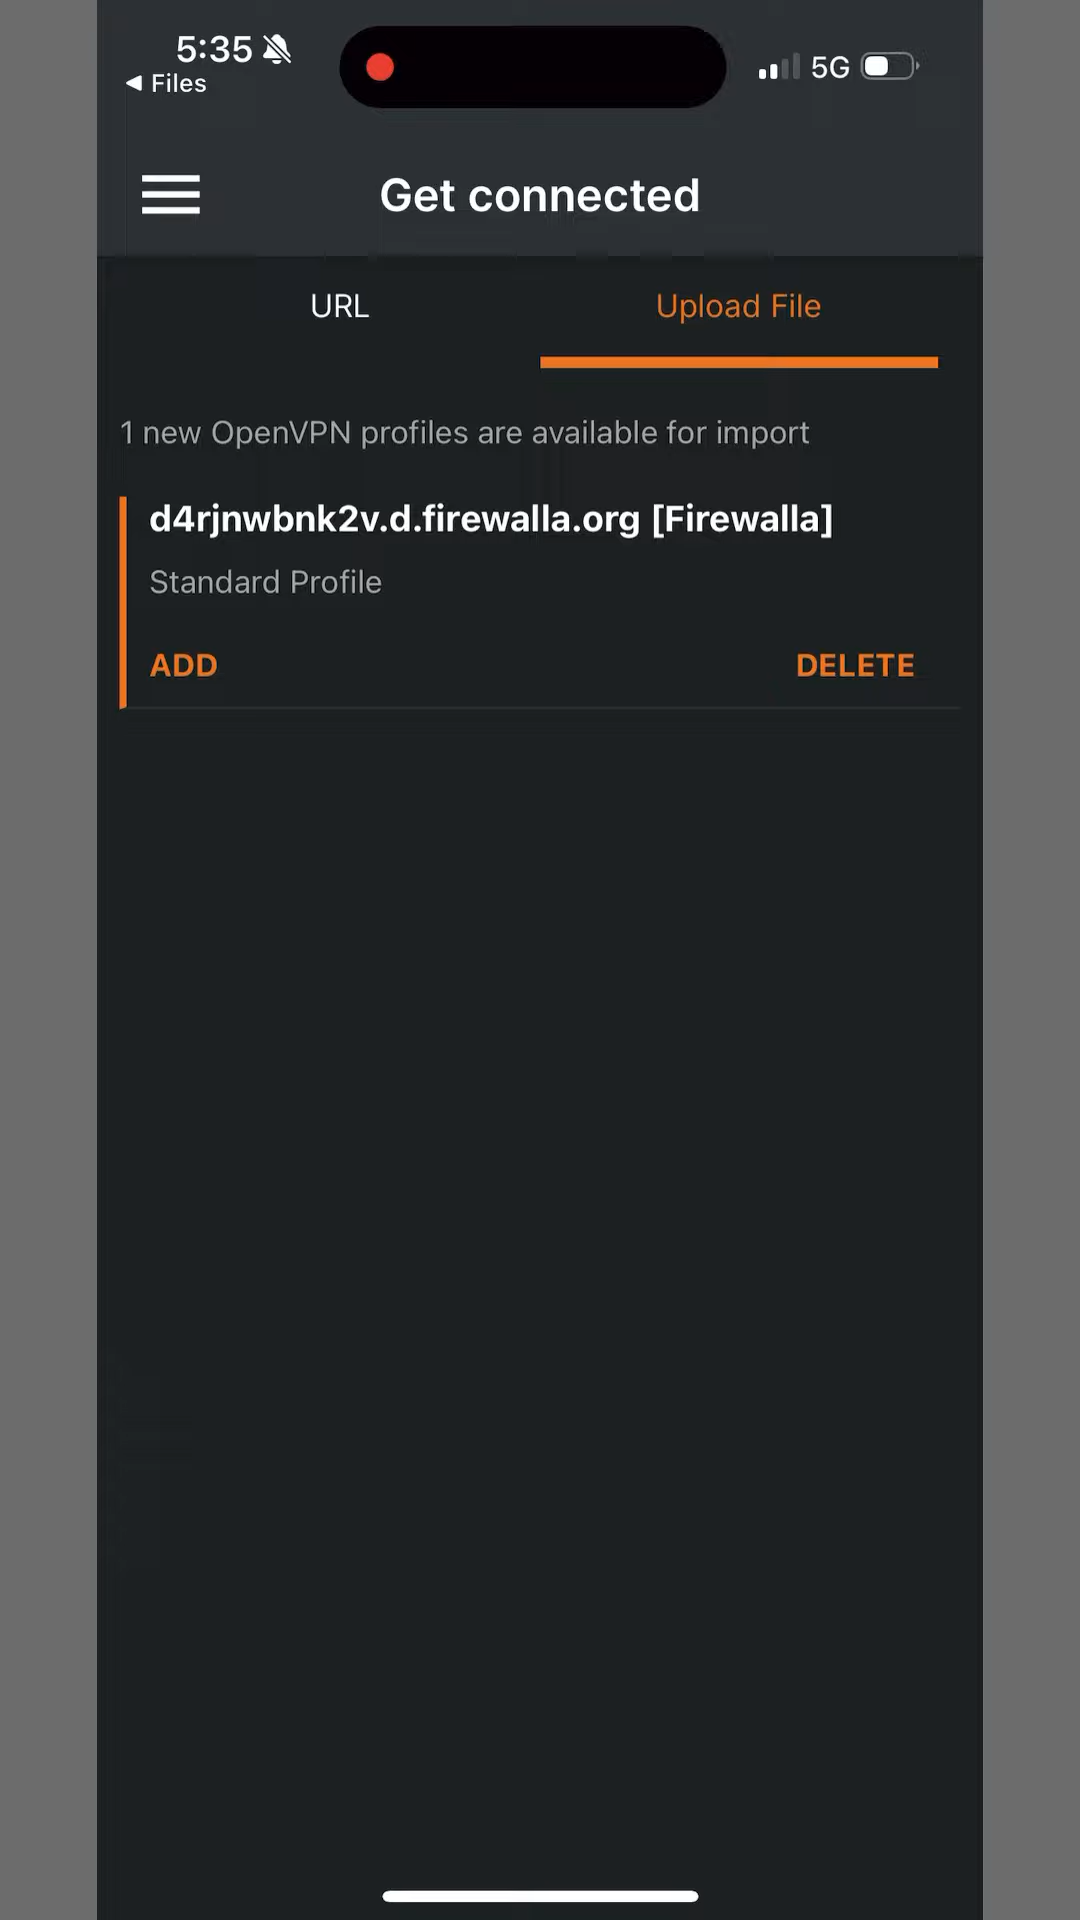 5:35
5G
Files
Get connected
URL
Upload File
1 new OpenVPN profiles are available for import
d4rjnwbnk2v.d.firewalla.org [Firewalla]
Standard Profile
ADD
DELETE